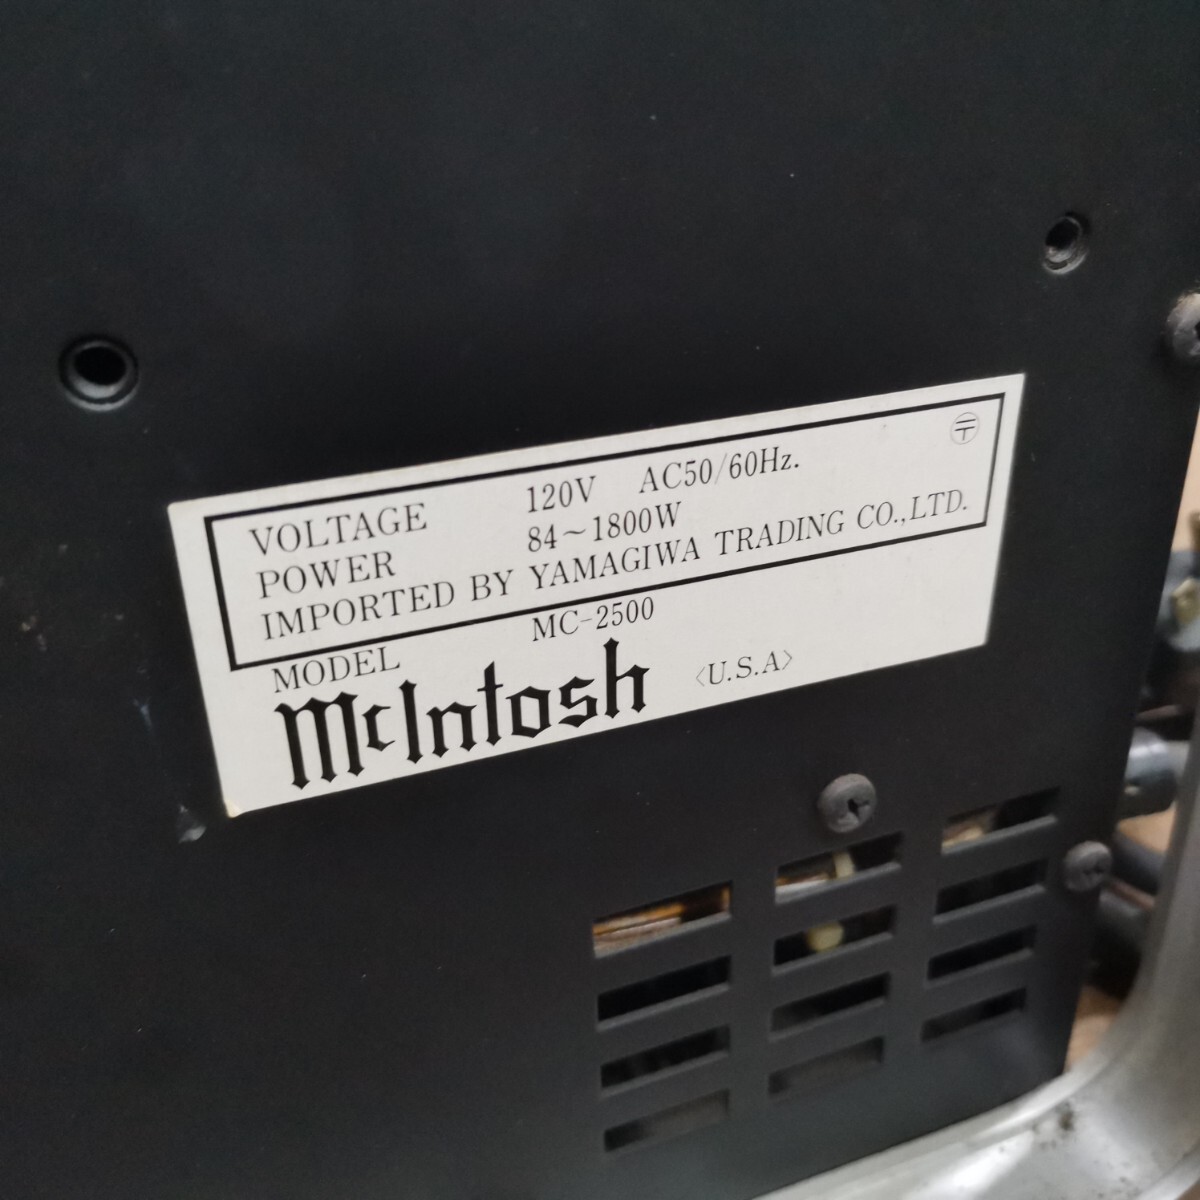 VOLTAGE 120V AC50/60Hz. 〒
POWER 84~1800W
IMPORTED BY YAMAGIWA TRADING CO.,LTD.
MODEL MC-2500
McIntosh <U.S.A>